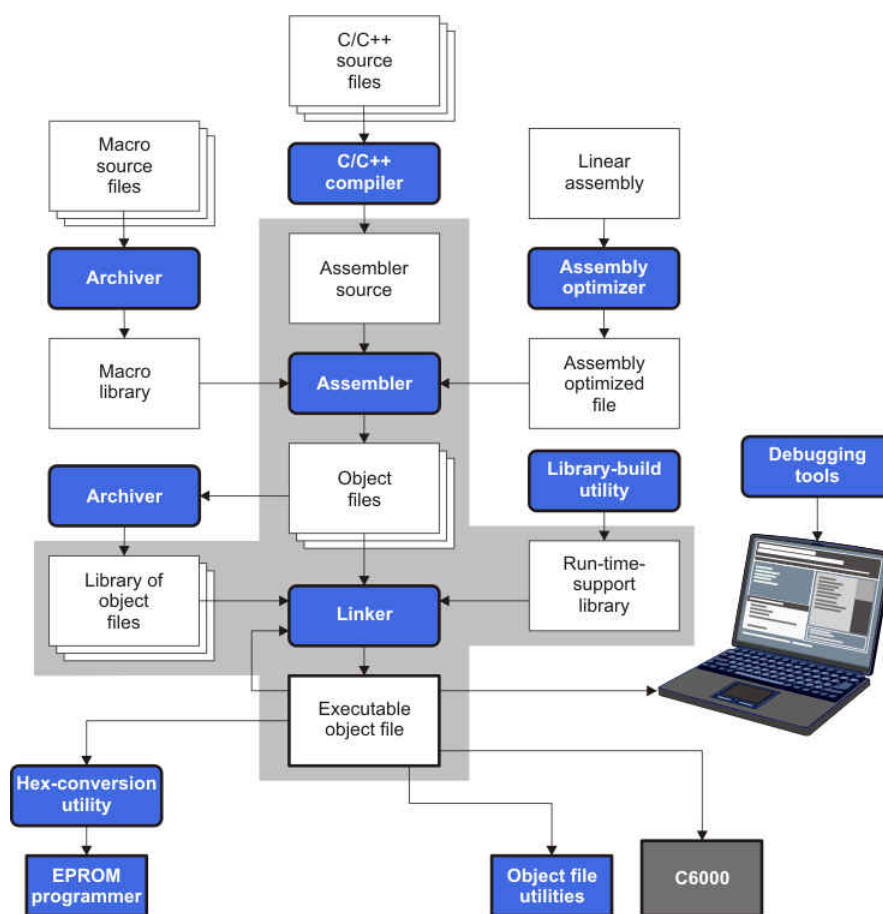 C/C++
source
files
Macro
source
files
C/C++
compiler
Linear
assembly
Archiver
Assembler
source
Assembly
optimizer
Macro
library
Assembler
Assembly
optimized
file
Archiver
Object
files
Library-build
utility
Debugging
tools
Library of
object
files
Linker
Run-time-
support
library
Executable
object file
Hex-conversion
utility
EPROM
programmer
Object file
utilities
C6000